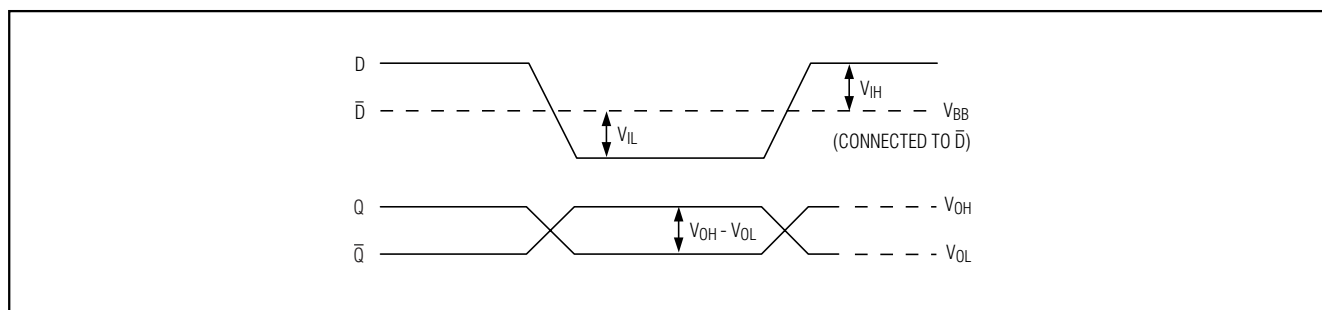 D
D̅
V_IH
V_BB
V_IL
(CONNECTED TO D̅)
Q
V_OH
V_OH - V_OL
Q̅
V_OL